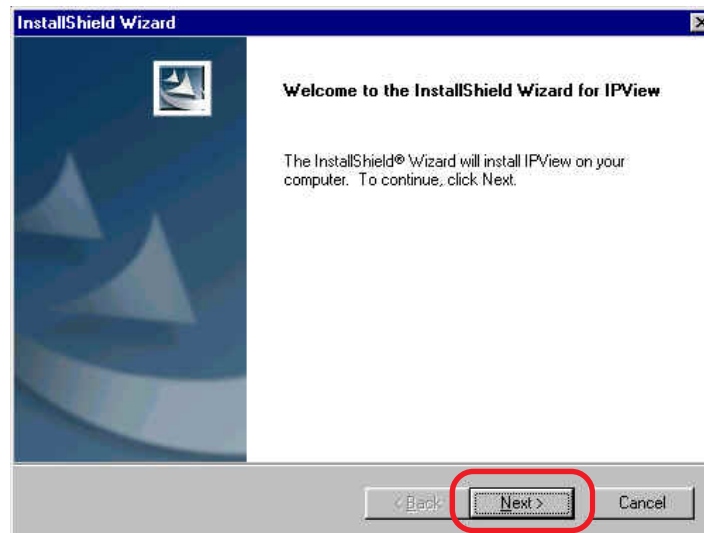 InstallShield Wizard
Welcome to the InstallShield Wizard for IPView
The InstallShield® Wizard will install IPView on your
computer. To continue, click Next.
< Back
Next >
Cancel